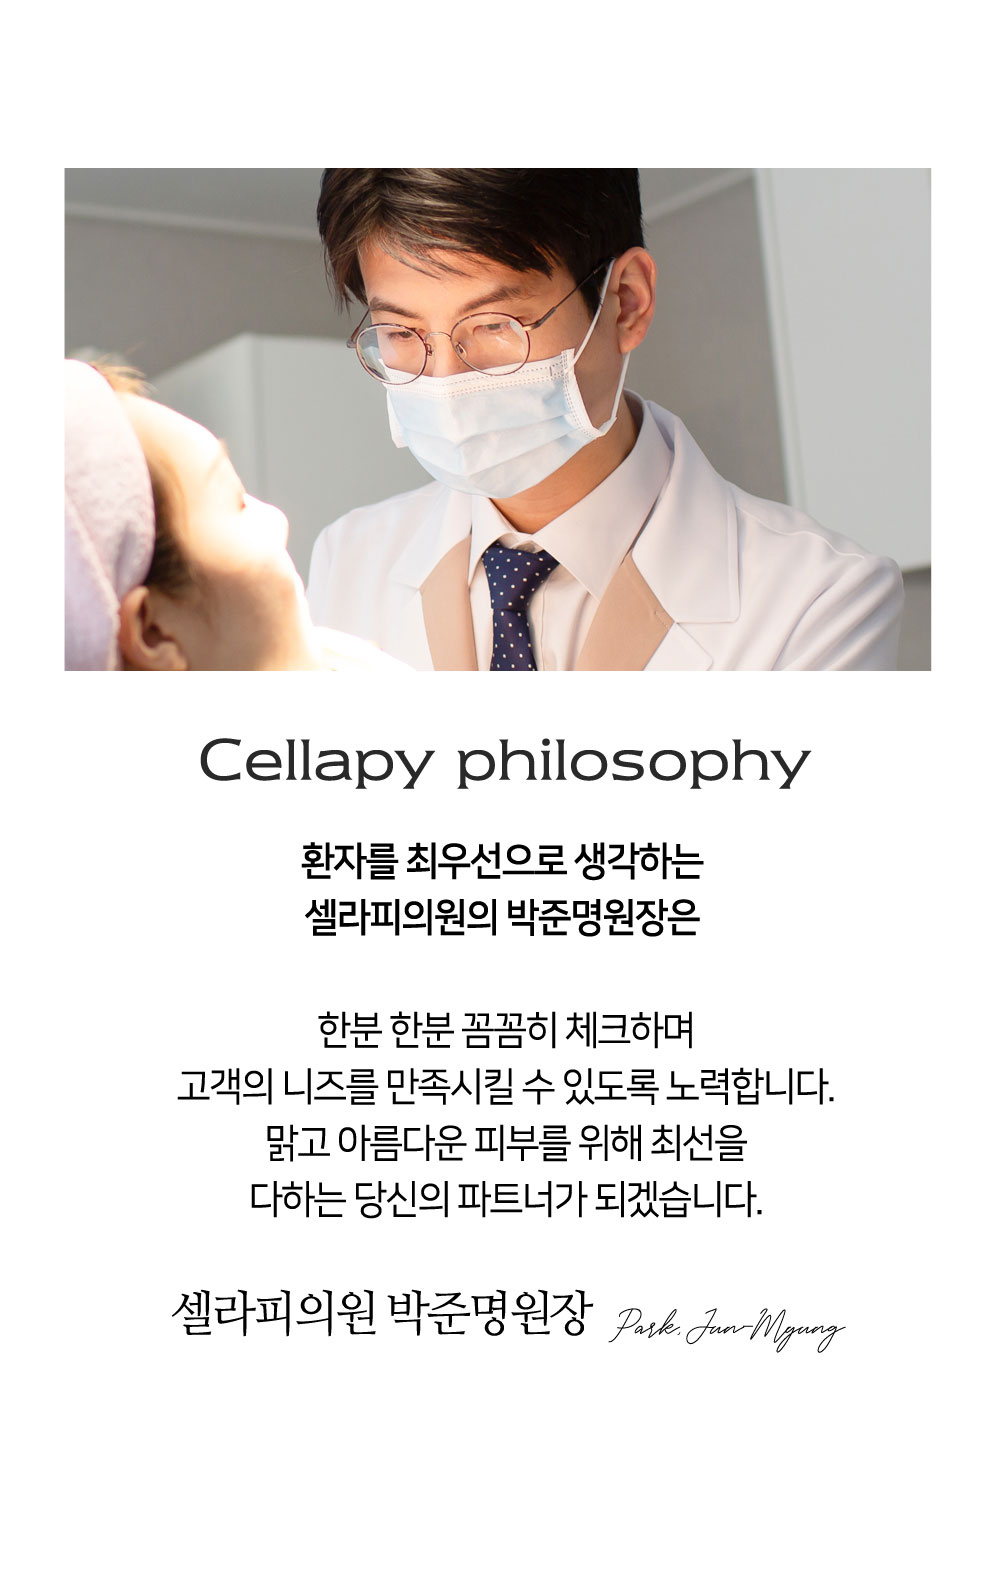 Cellapy philosophy
환자를 최우선으로 생각하는
셀라피의원의 박준명원장은
한분 한분 꼼꼼히 체크하며
고객의 니즈를 만족시킬 수 있도록 노력합니다.
맑고 아름다운 피부를 위해 최선을
다하는 당신의 파트너가 되겠습니다.
셀라피의원 박준명원장 Park. Jun-Myung